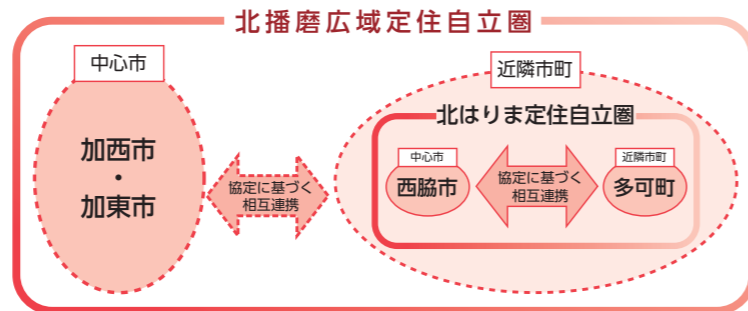 北播磨広域定住自立圏
中心市
加西市
・
加東市
協定に基づく
相互連携
近隣市町
北はりま定住自立圏
中心市
西脇市
協定に基づく
相互連携
近隣市町
多可町